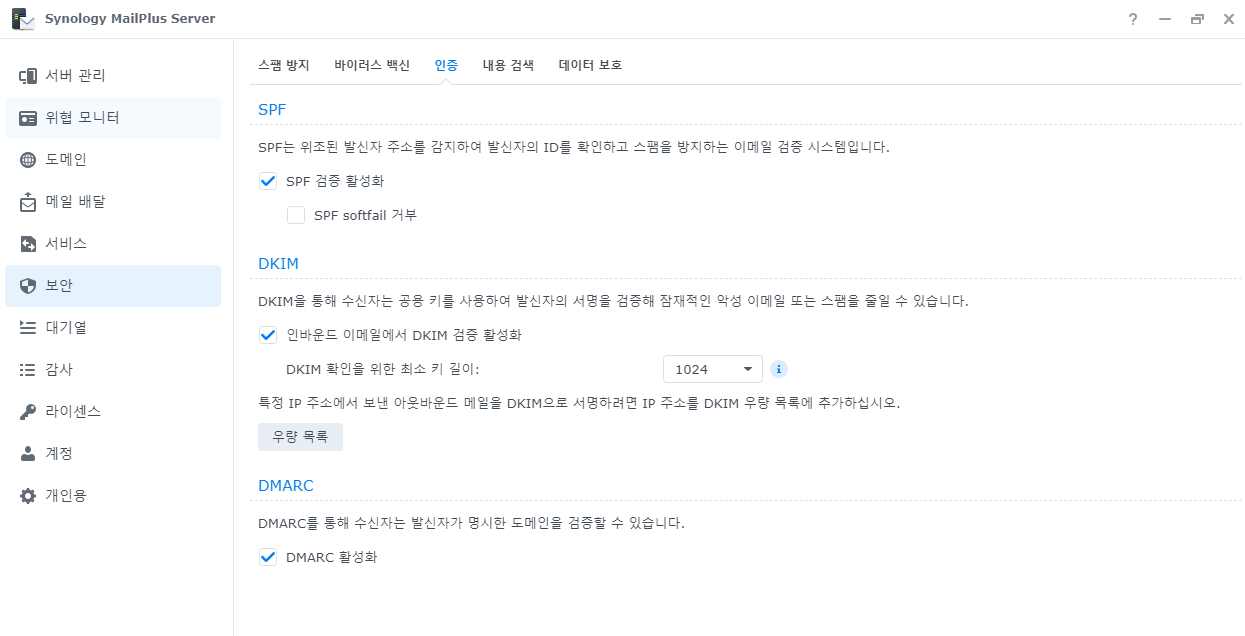 Synology MailPlus Server
서버 관리
위협 모니터
도메인
메일 배달
서비스
보안
대기열
감사
라이센스
계정
개인용
스팸 방지 바이러스 백신 인증 내용 검색 데이터 보호
SPF
SPF는 위조된 발신자 주소를 감지하여 발신자의 ID를 확인하고 스팸을 방지하는 이메일 검증 시스템입니다.
SPF 검증 활성화
SPF softfail 거부
DKIM
DKIM을 통해 수신자는 공용 키를 사용하여 발신자의 서명을 검증해 잠재적인 악성 이메일 또는 스팸을 줄일 수 있습니다.
인바운드 이메일에서 DKIM 검증 활성화
DKIM 확인을 위한 최소 키 길이: 1024
특정 IP 주소에서 보낸 아웃바운드 메일을 DKIM으로 서명하려면 IP 주소를 DKIM 우량 목록에 추가하십시오.
우량 목록
DMARC
DMARC를 통해 수신자는 발신자가 명시한 도메인을 검증할 수 있습니다.
DMARC 활성화